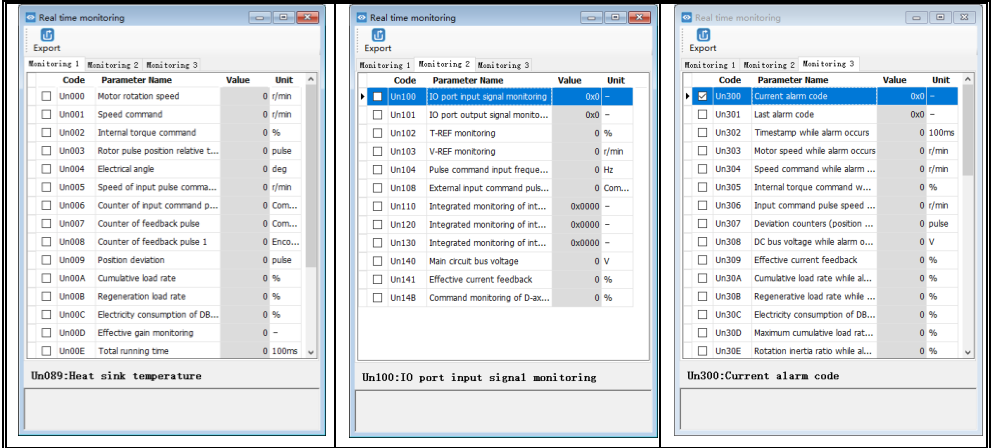 Real time monitoring
Export
Monitoring 1 Monitoring 2 Monitoring 3
Code Parameter Name Value Unit
Un000 Motor rotation speed 0 r/min
Un001 Speed command 0 r/min
Un002 Internal torque command 0 %
Un003 Rotor pulse position relative t... 0 pulse
Un004 Electrical angle 0 deg
Un005 Speed of input pulse comma... 0 r/min
Un006 Counter of input command p... 0 Com...
Un007 Counter of feedback pulse 0 Com...
Un008 Counter of feedback pulse 1 0 Enco...
Un009 Position deviation 0 pulse
Un00A Cumulative load rate 0 %
Un00B Regeneration load rate 0 %
Un00C Electricity consumption of DB... 0 %
Un00D Effective gain monitoring 0 –
Un00E Total running time 0 100ms
Un089:Heat sink temperature
Real time monitoring
Export
Monitoring 1 Monitoring 2 Monitoring 3
Code Parameter Name Value Unit
Un100 IO port input signal monitoring 0x0 –
Un101 IO port output signal monito... 0x0 –
Un102 T-REF monitoring 0 %
Un103 V-REF monitoring 0 r/min
Un104 Pulse command input freque... 0 Hz
Un108 External input command puls... 0 Com...
Un110 Integrated monitoring of int... 0x0000 –
Un120 Integrated monitoring of int... 0x0000 –
Un130 Integrated monitoring of int... 0x0000 –
Un140 Main circuit bus voltage 0 V
Un141 Effective current feedback 0 %
Un14B Command monitoring of D-ax... 0 %
Un100:IO port input signal monitoring
Real time monitoring
Export
Monitoring 1 Monitoring 2 Monitoring 3
Code Parameter Name Value Unit
Un300 Current alarm code 0x0 –
Un301 Last alarm code 0x0 –
Un302 Timestamp while alarm occurs 0 100ms
Un303 Motor speed while alarm occurs 0 r/min
Un304 Speed command while alarm ... 0 r/min
Un305 Internal torque command w... 0 %
Un306 Input command pulse speed ... 0 r/min
Un307 Deviation counters (position ... 0 pulse
Un308 DC bus voltage while alarm o... 0 V
Un309 Effective current feedback 0 %
Un30A Cumulative load rate while al... 0 %
Un30B Regenerative load rate while ... 0 %
Un30C Electricity consumption of DB... 0 %
Un30D Maximum cumulative load rat... 0 %
Un30E Rotation inertia ratio while al... 0 %
Un300:Current alarm code